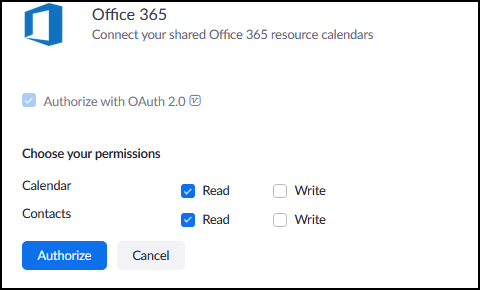 Office 365
Connect your shared Office 365 resource calendars
Authorize with OAuth 2.0
Choose your permissions
Calendar Read Write
Contacts Read Write
Authorize Cancel